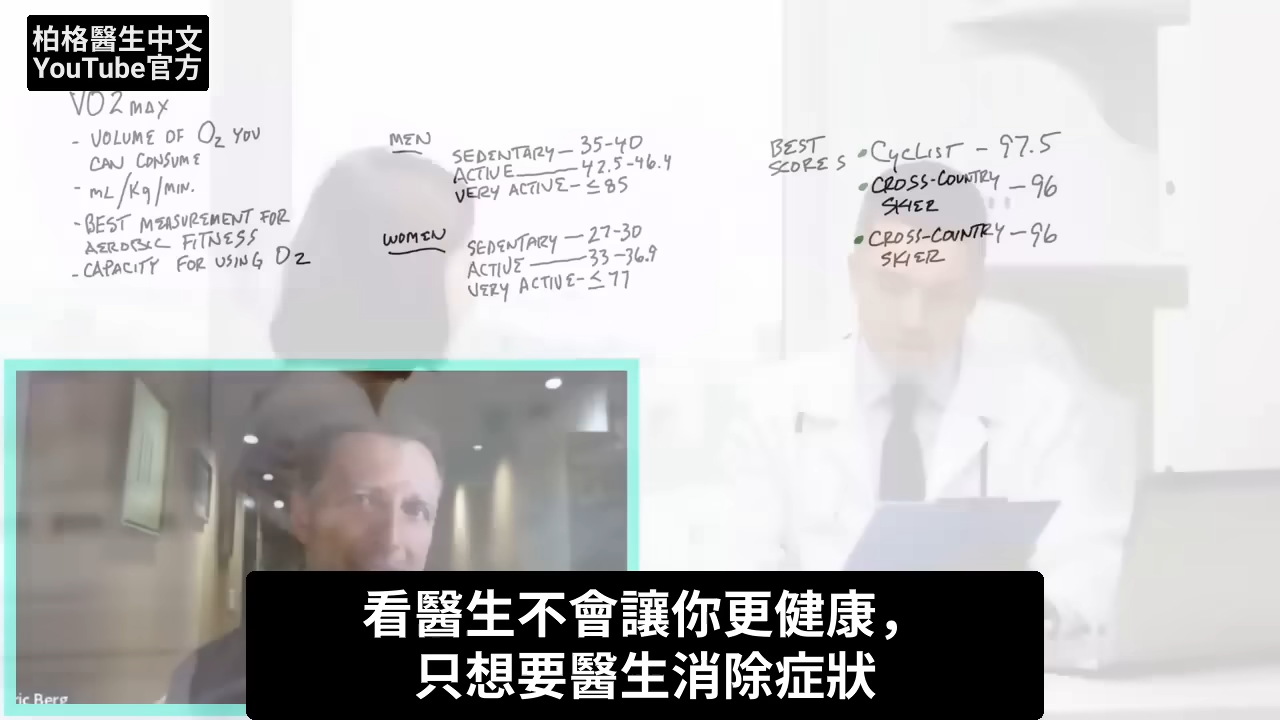 柏格醫生中文
YouTube官方
VO2 MAX
- VOLUME OF O2 YOU
CAN CONSUME
- mL/Kg/MIN.
- BEST MEASUREMENT FOR
AEROBIC FITNESS
- CAPACITY FOR USING O2
MEN
SEDENTARY — 35-40
ACTIVE — 42.5-46.4
VERY ACTIVE - ≤85
WOMEN
SEDENTARY — 27-30
ACTIVE — 33-36.9
VERY ACTIVE - ≤77
BEST
SCORES
• CYCLIST - 97.5
• CROSS-COUNTRY
SKIER — 96
• CROSS-COUNTRY
SKIER — 96
ric Berg
看醫生不會讓你更健康，
只想要醫生消除症狀